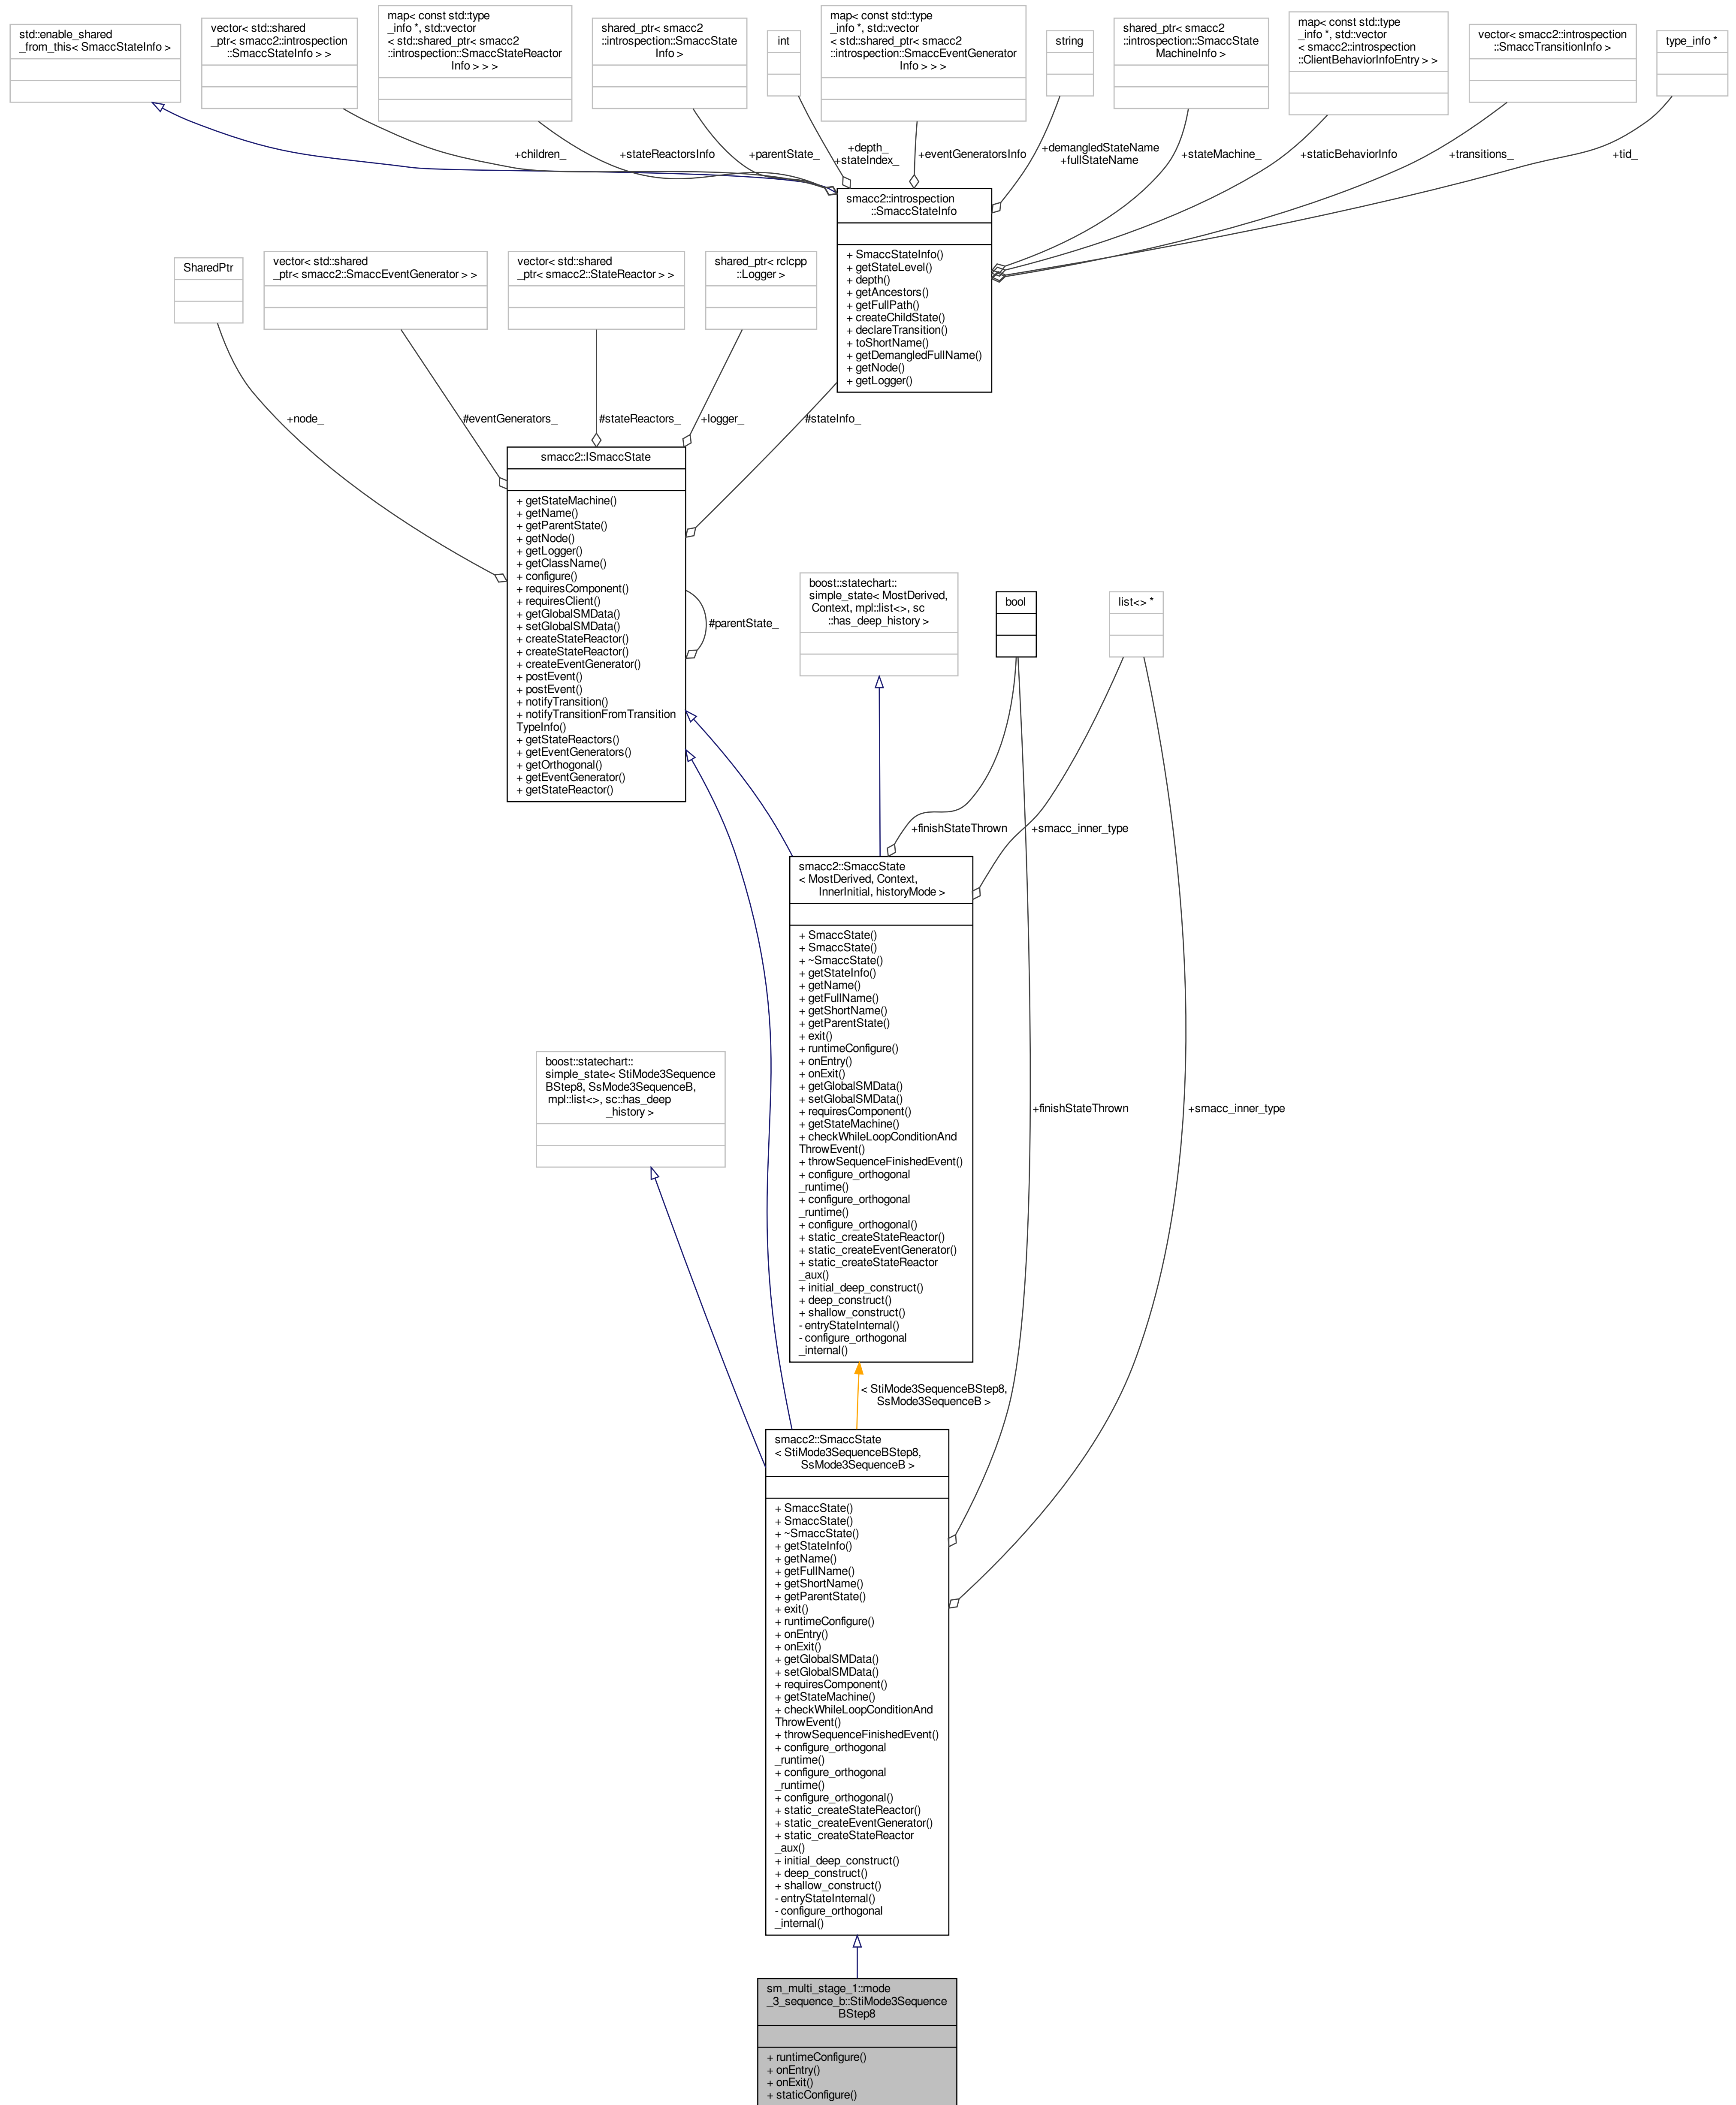 std::enable_shared
_from_this< SmaccStateInfo >
vector< std::shared
_ptr< smacc2::introspection
::SmaccStateInfo > >
map< const std::type
_info *, std::vector
< std::shared_ptr< smacc2
::introspection::SmaccStateReactor
Info > > >
shared_ptr< smacc2
::introspection::SmaccState
Info >
int
map< const std::type
_info *, std::vector
< std::shared_ptr< smacc2
::introspection::SmaccEventGenerator
Info > > >
string
shared_ptr< smacc2
::introspection::SmaccState
MachineInfo >
map< const std::type
_info *, std::vector
< smacc2::introspection
::ClientBehaviorInfoEntry > >
vector< smacc2::introspection
::SmaccTransitionInfo >
type_info *
+children_
+stateReactorsInfo
+parentState_
+depth_
+stateIndex_
+eventGeneratorsInfo
+demangledStateName
+fullStateName
+stateMachine_
+staticBehaviorInfo
+transitions_
+tid_
smacc2::introspection
::SmaccStateInfo
+ SmaccStateInfo()
+ getStateLevel()
+ depth()
+ getAncestors()
+ getFullPath()
+ createChildState()
+ declareTransition()
+ toShortName()
+ getDemangledFullName()
+ getNode()
+ getLogger()
SharedPtr
vector< std::shared
_ptr< smacc2::SmaccEventGenerator > >
vector< std::shared
_ptr< smacc2::StateReactor > >
shared_ptr< rclcpp
::Logger >
+node_
#eventGenerators_
#stateReactors_
+logger_
#stateInfo_
smacc2::ISmaccState
+ getStateMachine()
+ getName()
+ getParentState()
+ getNode()
+ getLogger()
+ getClassName()
+ configure()
+ requiresComponent()
+ requiresClient()
+ getGlobalSMData()
+ setGlobalSMData()
+ createStateReactor()
+ createStateReactor()
+ createEventGenerator()
+ postEvent()
+ postEvent()
+ notifyTransition()
+ notifyTransitionFromTransition
TypeInfo()
+ getStateReactors()
+ getEventGenerators()
+ getOrthogonal()
+ getEventGenerator()
+ getStateReactor()
#parentState_
boost::statechart::
simple_state< MostDerived,
Context, mpl::list<>, sc
::has_deep_history >
bool
list<> *
+finishStateThrown
+smacc_inner_type
smacc2::SmaccState
< MostDerived, Context,
InnerInitial, historyMode >
+ SmaccState()
+ SmaccState()
+ ~SmaccState()
+ getStateInfo()
+ getName()
+ getFullName()
+ getShortName()
+ getParentState()
+ exit()
+ runtimeConfigure()
+ onEntry()
+ onExit()
+ getGlobalSMData()
+ setGlobalSMData()
+ requiresComponent()
+ getStateMachine()
+ checkWhileLoopConditionAnd
ThrowEvent()
+ throwSequenceFinishedEvent()
+ configure_orthogonal
_runtime()
+ configure_orthogonal
_runtime()
+ configure_orthogonal()
+ static_createStateReactor()
+ static_createEventGenerator()
+ static_createStateReactor
_aux()
+ initial_deep_construct()
+ deep_construct()
+ shallow_construct()
- entryStateInternal()
- configure_orthogonal
_internal()
boost::statechart::
simple_state< StiMode3Sequence
BStep8, SsMode3SequenceB,
mpl::list<>, sc::has_deep
_history >
+finishStateThrown
+smacc_inner_type
< StiMode3SequenceBStep8,
SsMode3SequenceB >
smacc2::SmaccState
< StiMode3SequenceBStep8,
SsMode3SequenceB >
+ SmaccState()
+ SmaccState()
+ ~SmaccState()
+ getStateInfo()
+ getName()
+ getFullName()
+ getShortName()
+ getParentState()
+ exit()
+ runtimeConfigure()
+ onEntry()
+ onExit()
+ getGlobalSMData()
+ setGlobalSMData()
+ requiresComponent()
+ getStateMachine()
+ checkWhileLoopConditionAnd
ThrowEvent()
+ throwSequenceFinishedEvent()
+ configure_orthogonal
_runtime()
+ configure_orthogonal
_runtime()
+ configure_orthogonal()
+ static_createStateReactor()
+ static_createEventGenerator()
+ static_createStateReactor
_aux()
+ initial_deep_construct()
+ deep_construct()
+ shallow_construct()
- entryStateInternal()
- configure_orthogonal
_internal()
sm_multi_stage_1::mode
_3_sequence_b::StiMode3Sequence
BStep8
+ runtimeConfigure()
+ onEntry()
+ onExit()
+ staticConfigure()